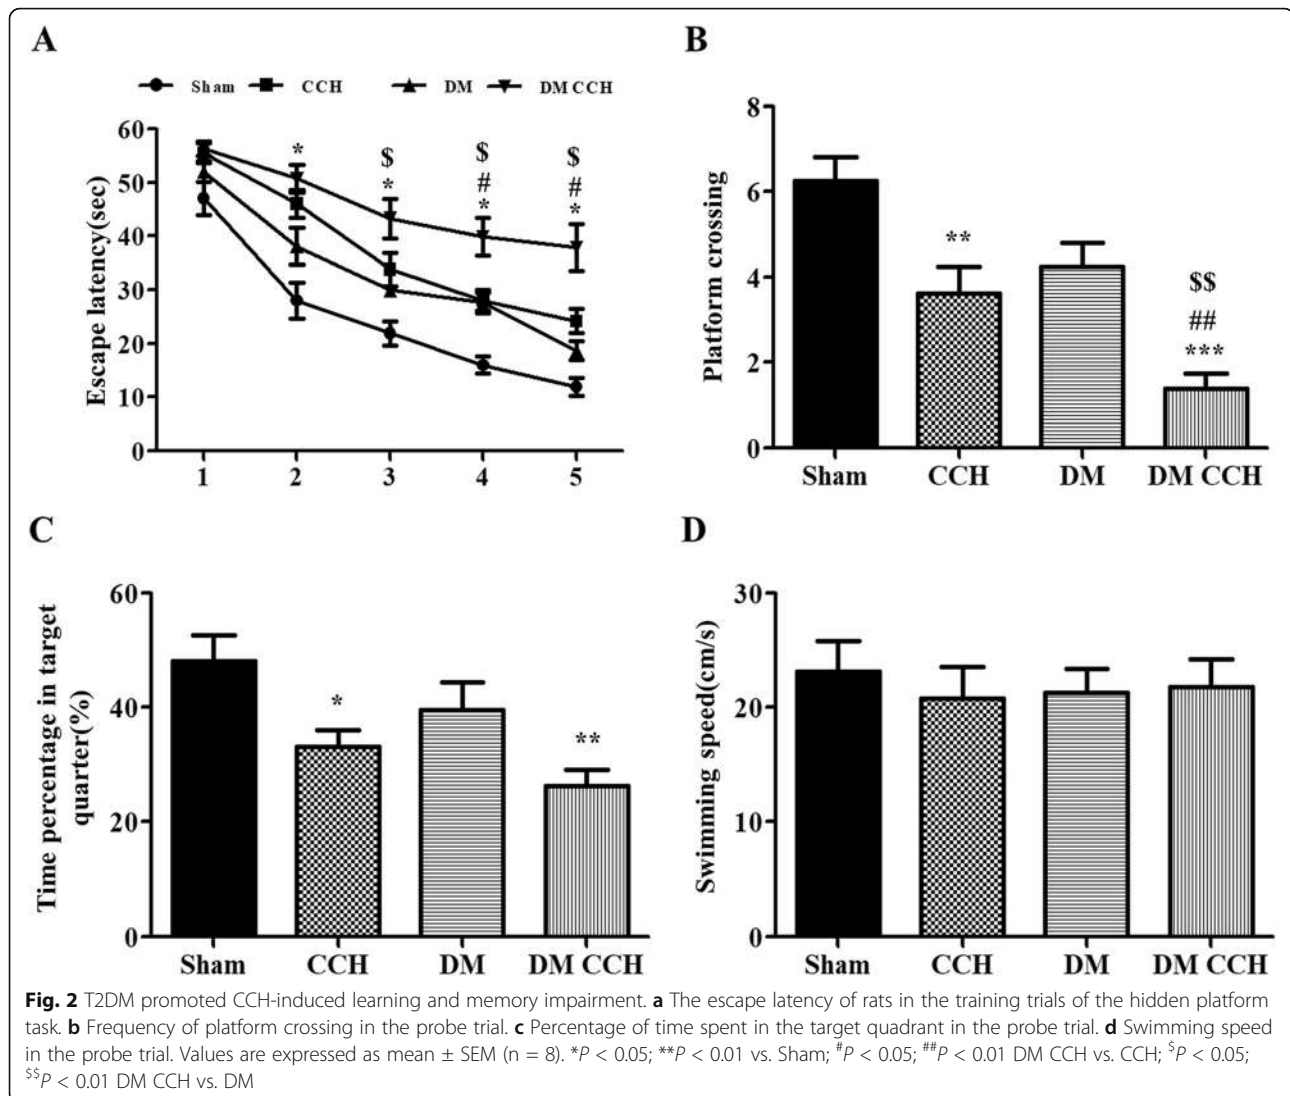 A
Sham CCH DM DM CCH
Escape latency(sec)
60
50
40
30
20
10
0
*
$
*
$
#
*
$
#
*
1 2 3 4 5
B
Platform crossing
8
6
4
2
0
**
$$
##
***
Sham CCH DM DM CCH
C
Time percentage in target
quarter(%)
60
40
20
0
*
**
Sham CCH DM DM CCH
D
Swimming speed(cm/s)
30
20
10
0
Sham CCH DM DM CCH
Fig. 2 T2DM promoted CCH-induced learning and memory impairment. a The escape latency of rats in the training trials of the hidden platform
task. b Frequency of platform crossing in the probe trial. c Percentage of time spent in the target quadrant in the probe trial. d Swimming speed
in the probe trial. Values are expressed as mean ± SEM (n = 8). *P < 0.05; **P < 0.01 vs. Sham; #P < 0.05; ##P < 0.01 DM CCH vs. CCH; $P < 0.05;
$$P < 0.01 DM CCH vs. DM